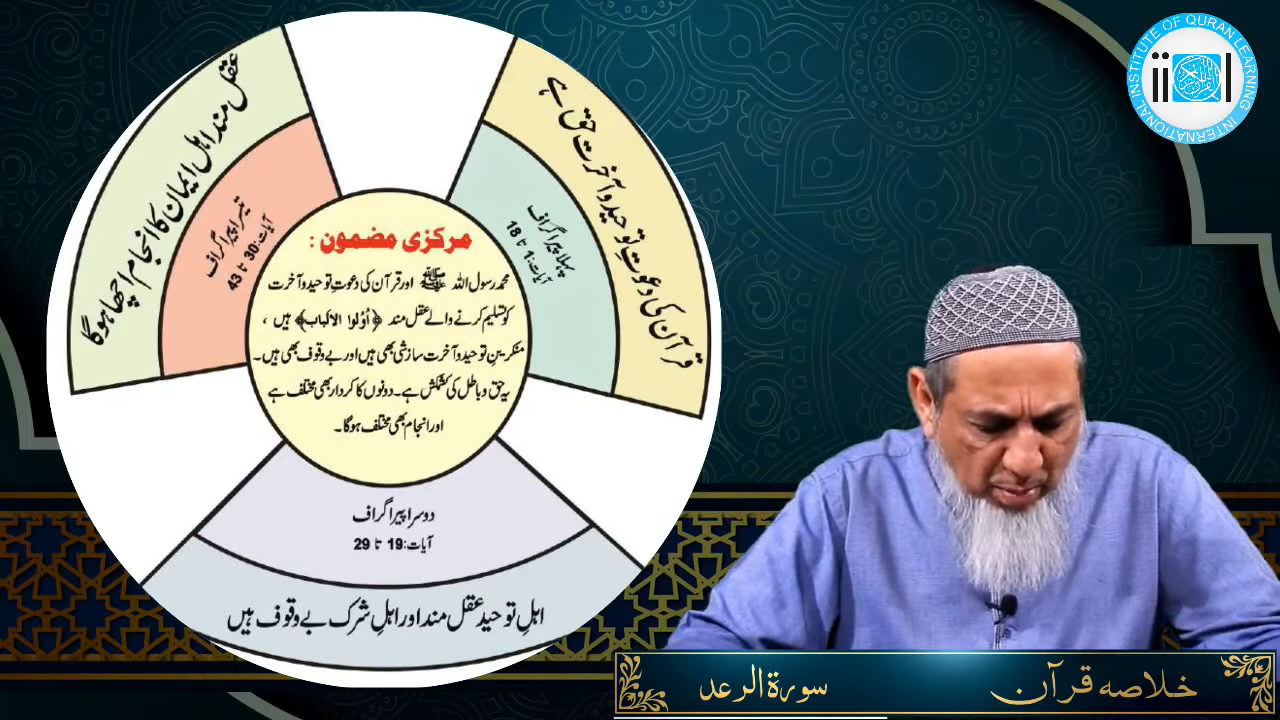 INTERNATIONAL INSTITUTE OF QURAN LEARNING
قرآن کی دعوتِ توحید و آخرت حق ہے
پہلا پیراگراف
آیات: 1 تا 18
عقل مند اہلِ ایمان کا انجام اچھا ہوگا
تیسرا پیراگراف
آیات: 30 تا 43
مرکزی مضمون :
محمد رسول اللہ ﷺ اور قرآن کی دعوتِ توحید و آخرت
کو تسلیم کرنے والے عقل مند ﴿أُولُوا الْأَلْبَاب﴾ ہیں ،
منکرینِ توحید و آخرت سازشی بھی ہیں اور بے وقوف بھی ہیں۔
یہ حق و باطل کی کشمکش ہے۔ دونوں کا کردار بھی مختلف ہے
اور انجام بھی مختلف ہوگا۔
دوسرا پیراگراف
آیات: 19 تا 29
اہلِ توحید عقل مند اور اہلِ شرک بے وقوف ہیں
خلاصہ قرآن
سورۃ الرعد